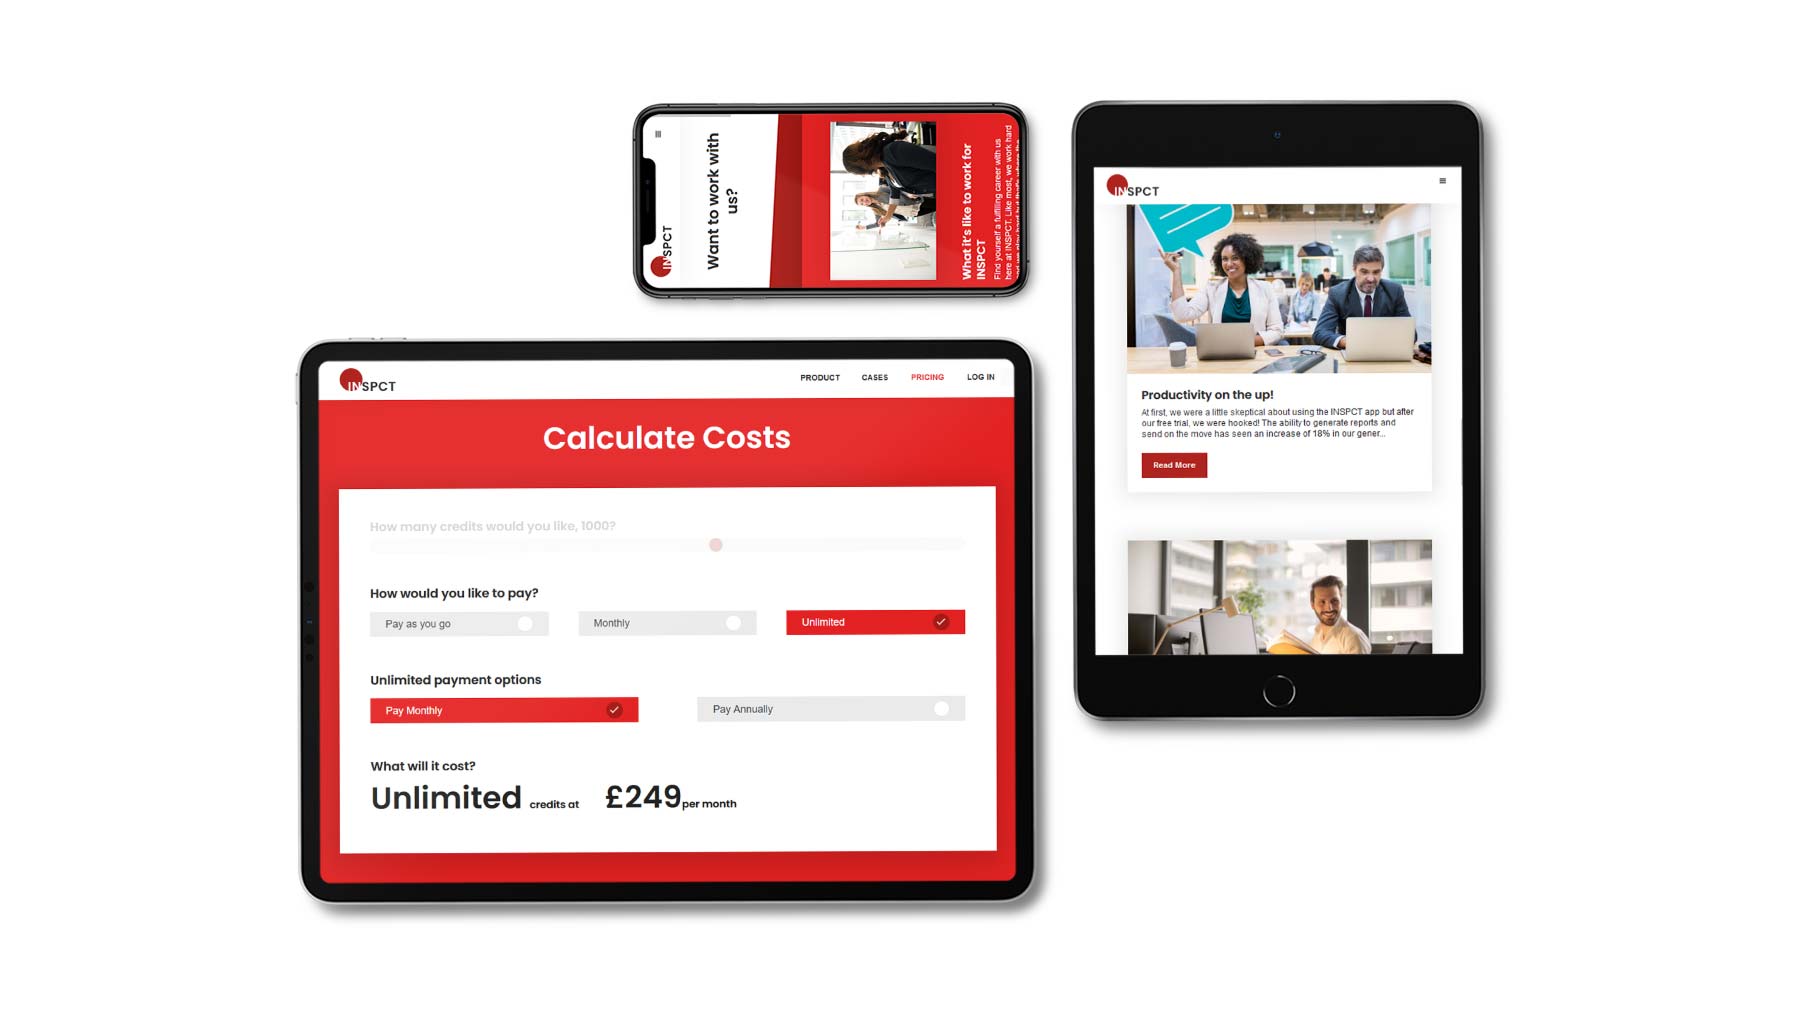 INSPCT
Want to work with
us?
What it's like to work for
INSPCT
Find yourself a fulfilling career with us
here at INSPCT. Like most, we work hard
INSPCT
Productivity on the up!
At first, we were a little skeptical about using the INSPCT app but after
our free trial, we were hooked! The ability to generate reports and
send on the move has seen an increase of 18% in our gener...
Read More
INSPCT
PRODUCT CASES PRICING LOG IN
Calculate Costs
How many credits would you like, 1000?
How would you like to pay?
Pay as you go Monthly Unlimited
Unlimited payment options
Pay Monthly Pay Annually
What will it cost?
Unlimited credits at £249 per month